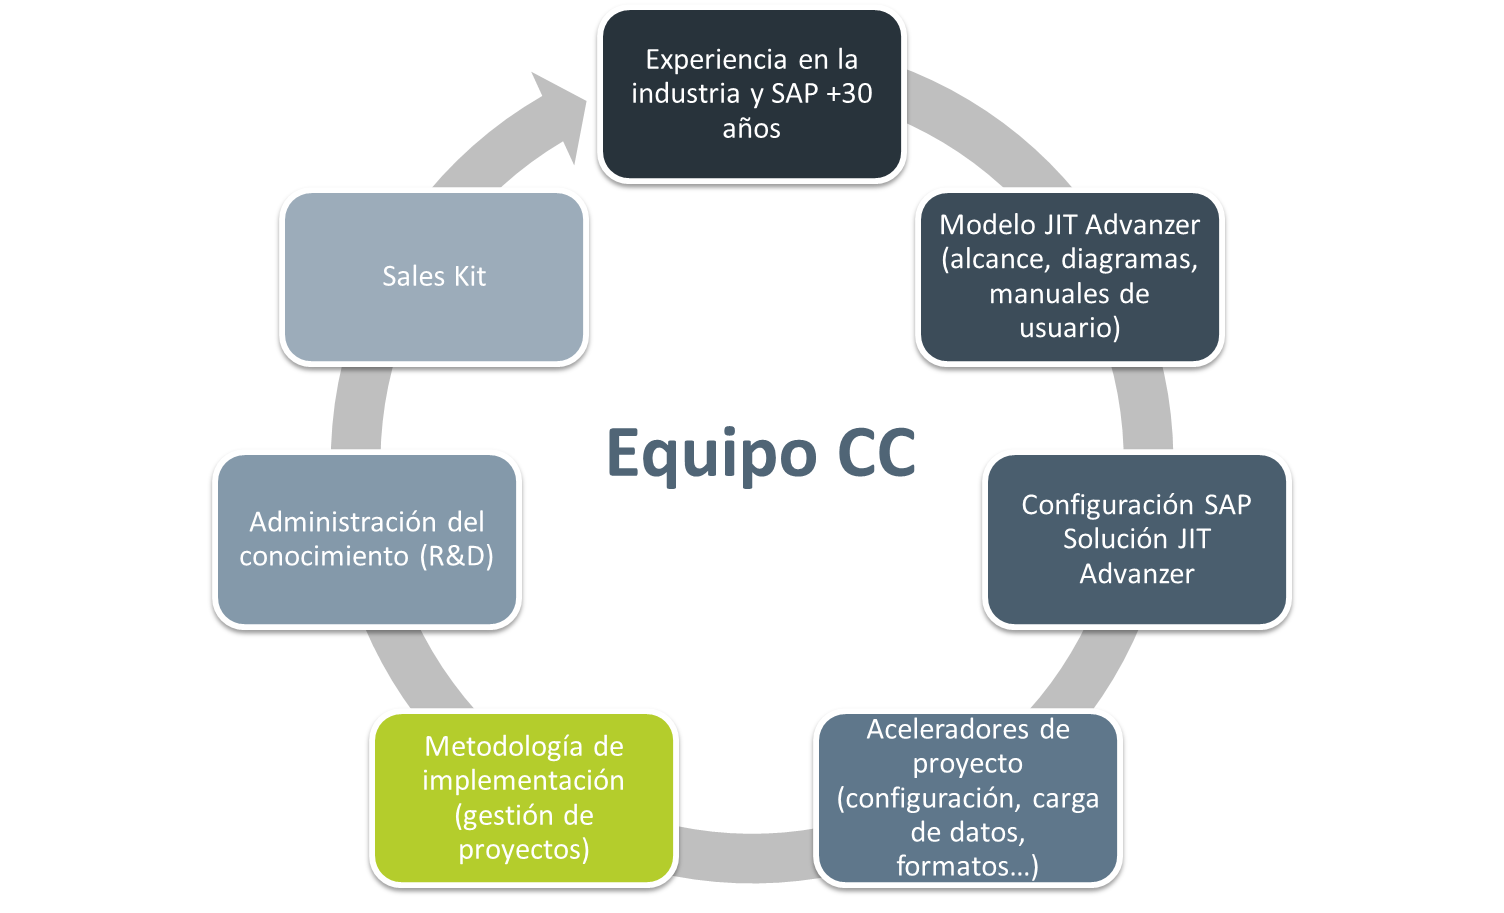 Experiencia en la
industria y SAP +30
años
Modelo JIT Advanzer
(alcance, diagramas,
manuales de
usuario)
Configuración SAP
Solución JIT
Advanzer
Aceleradores de
proyecto
(configuración, carga
de datos,
formatos...)
Metodología de
implementación
(gestión de
proyectos)
Administración del
conocimiento (R&D)
Sales Kit
Equipo CC